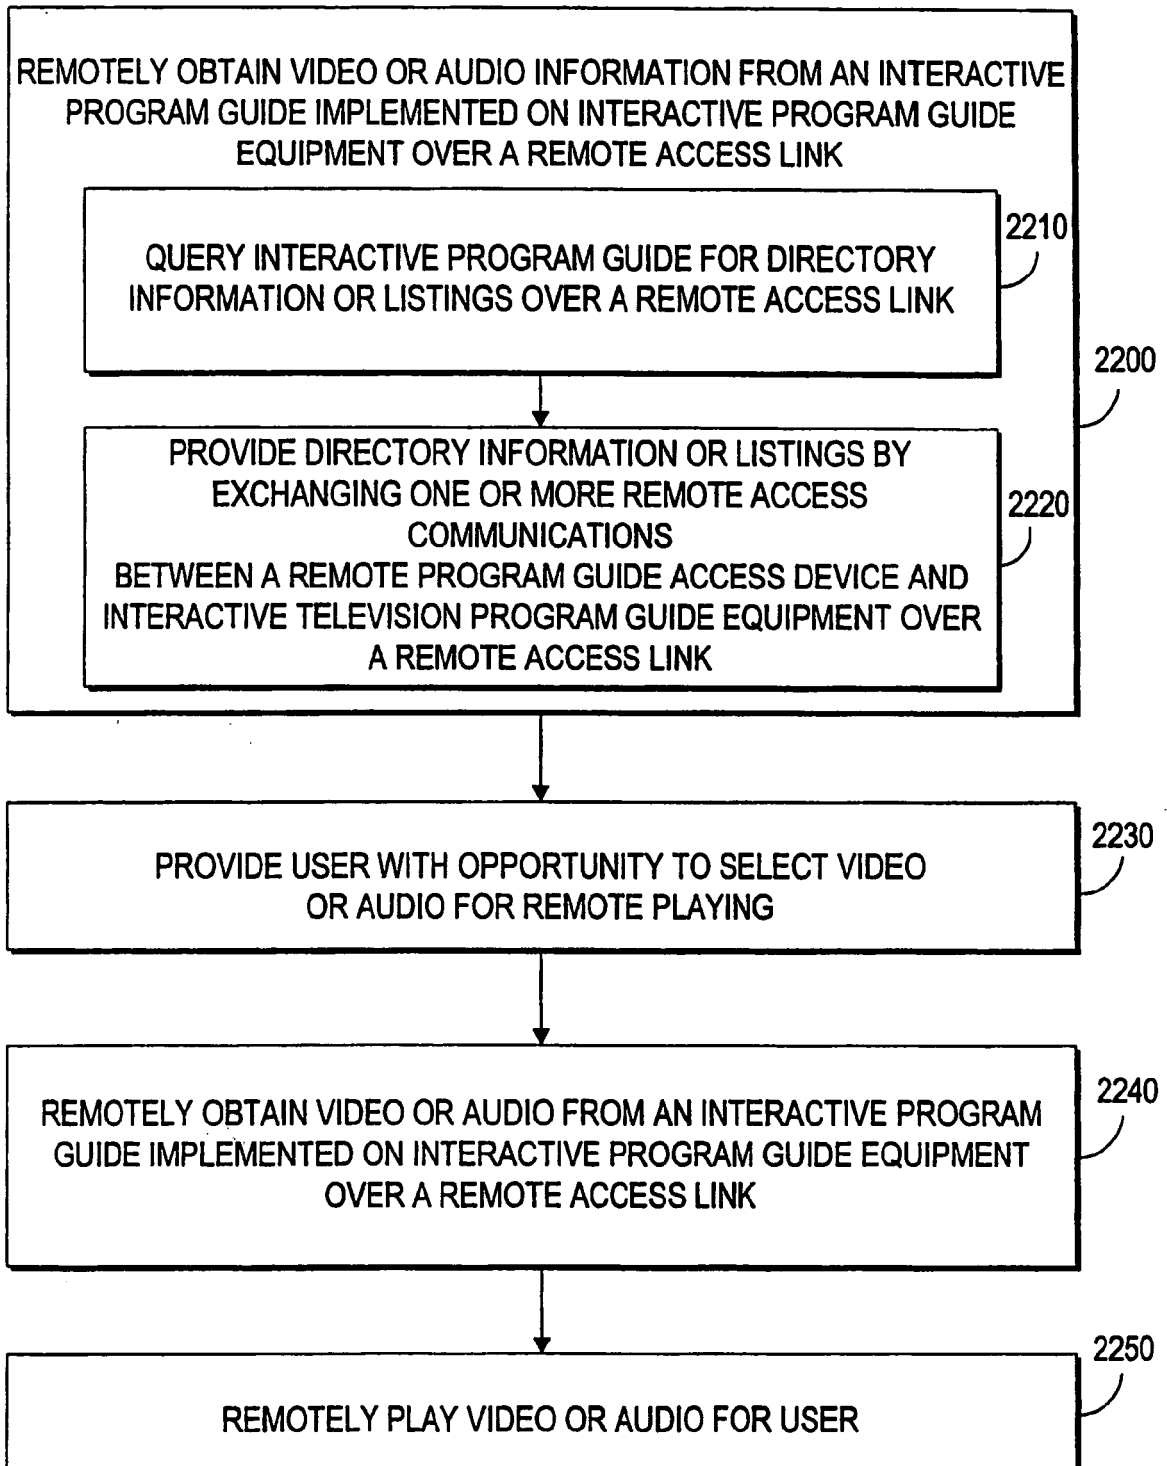 REMOTELY OBTAIN VIDEO OR AUDIO INFORMATION FROM AN INTERACTIVE
PROGRAM GUIDE IMPLEMENTED ON INTERACTIVE PROGRAM GUIDE
EQUIPMENT OVER A REMOTE ACCESS LINK
2210
QUERY INTERACTIVE PROGRAM GUIDE FOR DIRECTORY
INFORMATION OR LISTINGS OVER A REMOTE ACCESS LINK
2200
PROVIDE DIRECTORY INFORMATION OR LISTINGS BY
EXCHANGING ONE OR MORE REMOTE ACCESS
COMMUNICATIONS
BETWEEN A REMOTE PROGRAM GUIDE ACCESS DEVICE AND
INTERACTIVE TELEVISION PROGRAM GUIDE EQUIPMENT OVER
A REMOTE ACCESS LINK
2220
2230
PROVIDE USER WITH OPPORTUNITY TO SELECT VIDEO
OR AUDIO FOR REMOTE PLAYING
2240
REMOTELY OBTAIN VIDEO OR AUDIO FROM AN INTERACTIVE PROGRAM
GUIDE IMPLEMENTED ON INTERACTIVE PROGRAM GUIDE EQUIPMENT
OVER A REMOTE ACCESS LINK
2250
REMOTELY PLAY VIDEO OR AUDIO FOR USER